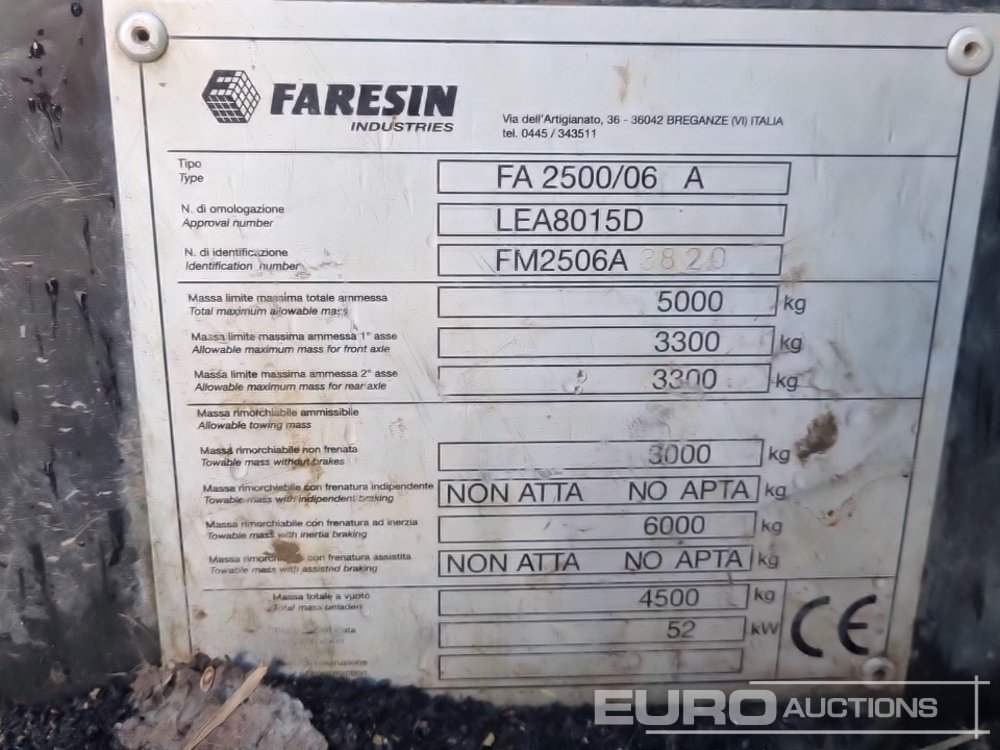 FARESIN
INDUSTRIES
Via dell'Artigianato, 36 - 36042 BREGANZE (VI) ITALIA
tel. 0445 / 343511
Tipo
Type
FA 2500/06 A
N. di omologazione
Approval number
LEA8015D
N. di identificazione
Identification number
FM2506A 3820
Massa limite massima totale ammessa
Total maximum allowable mass
5000 kg
Massa limite massima ammessa 1° asse
Allowable maximum mass for front axle
3300 kg
Massa limite massima ammessa 2° asse
Allowable maximum mass for rear axle
3300 kg
Massa rimorchiabile ammissibile
Allowable towing mass
Massa rimorchiabile non frenata
Towable mass without brakes
3000 kg
Massa rimorchiabile con frenatura indipendente
Towable mass with indipendent braking
NON ATTA NO APTA kg
Massa rimorchiabile con frenatura ad inerzia
Towable mass with inertia braking
6000 kg
Massa rimorchiabile con frenatura assistita
Towable mass with assisted braking
NON ATTA NO APTA kg
Massa totale a vuoto
Total mass unladen
4500 kg
52 kW
CE
costruzione
EURO AUCTIONS